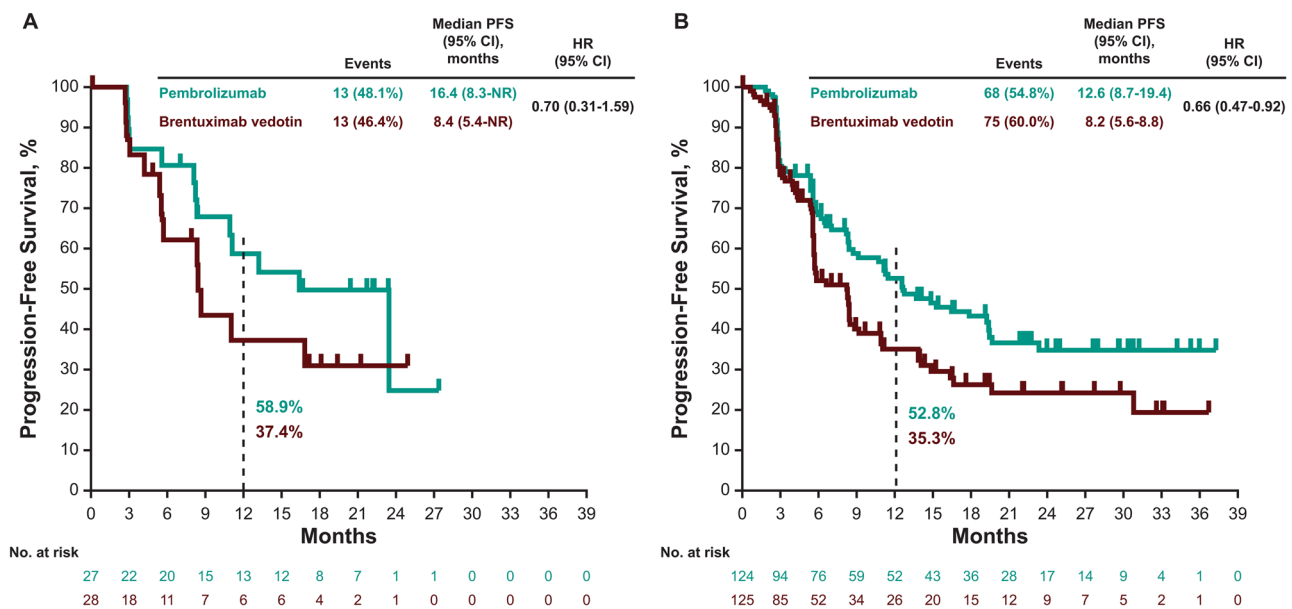 A
Median PFS
(95% CI),
months
HR
(95% CI)
Events
Pembrolizumab 13 (48.1%) 16.4 (8.3-NR)
0.70 (0.31-1.59)
Brentuximab vedotin 13 (46.4%) 8.4 (5.4-NR)
Progression-Free Survival, %
100
90
80
70
60
50
40
30
20
10
0
58.9%
37.4%
0 3 6 9 12 15 18 21 24 27 30 33 36 39
Months
No. at risk
27 22 20 15 13 12 8 7 1 1 0 0 0 0
28 18 11 7 6 6 4 2 1 0 0 0 0 0
B
Median PFS
(95% CI),
months
HR
(95% CI)
Events
Pembrolizumab 68 (54.8%) 12.6 (8.7-19.4)
0.66 (0.47-0.92)
Brentuximab vedotin 75 (60.0%) 8.2 (5.6-8.8)
Progression-Free Survival, %
100
90
80
70
60
50
40
30
20
10
0
52.8%
35.3%
0 3 6 9 12 15 18 21 24 27 30 33 36 39
Months
No. at risk
124 94 76 59 52 43 36 28 17 14 9 4 1 0
125 85 52 34 26 20 15 12 9 7 5 2 1 0